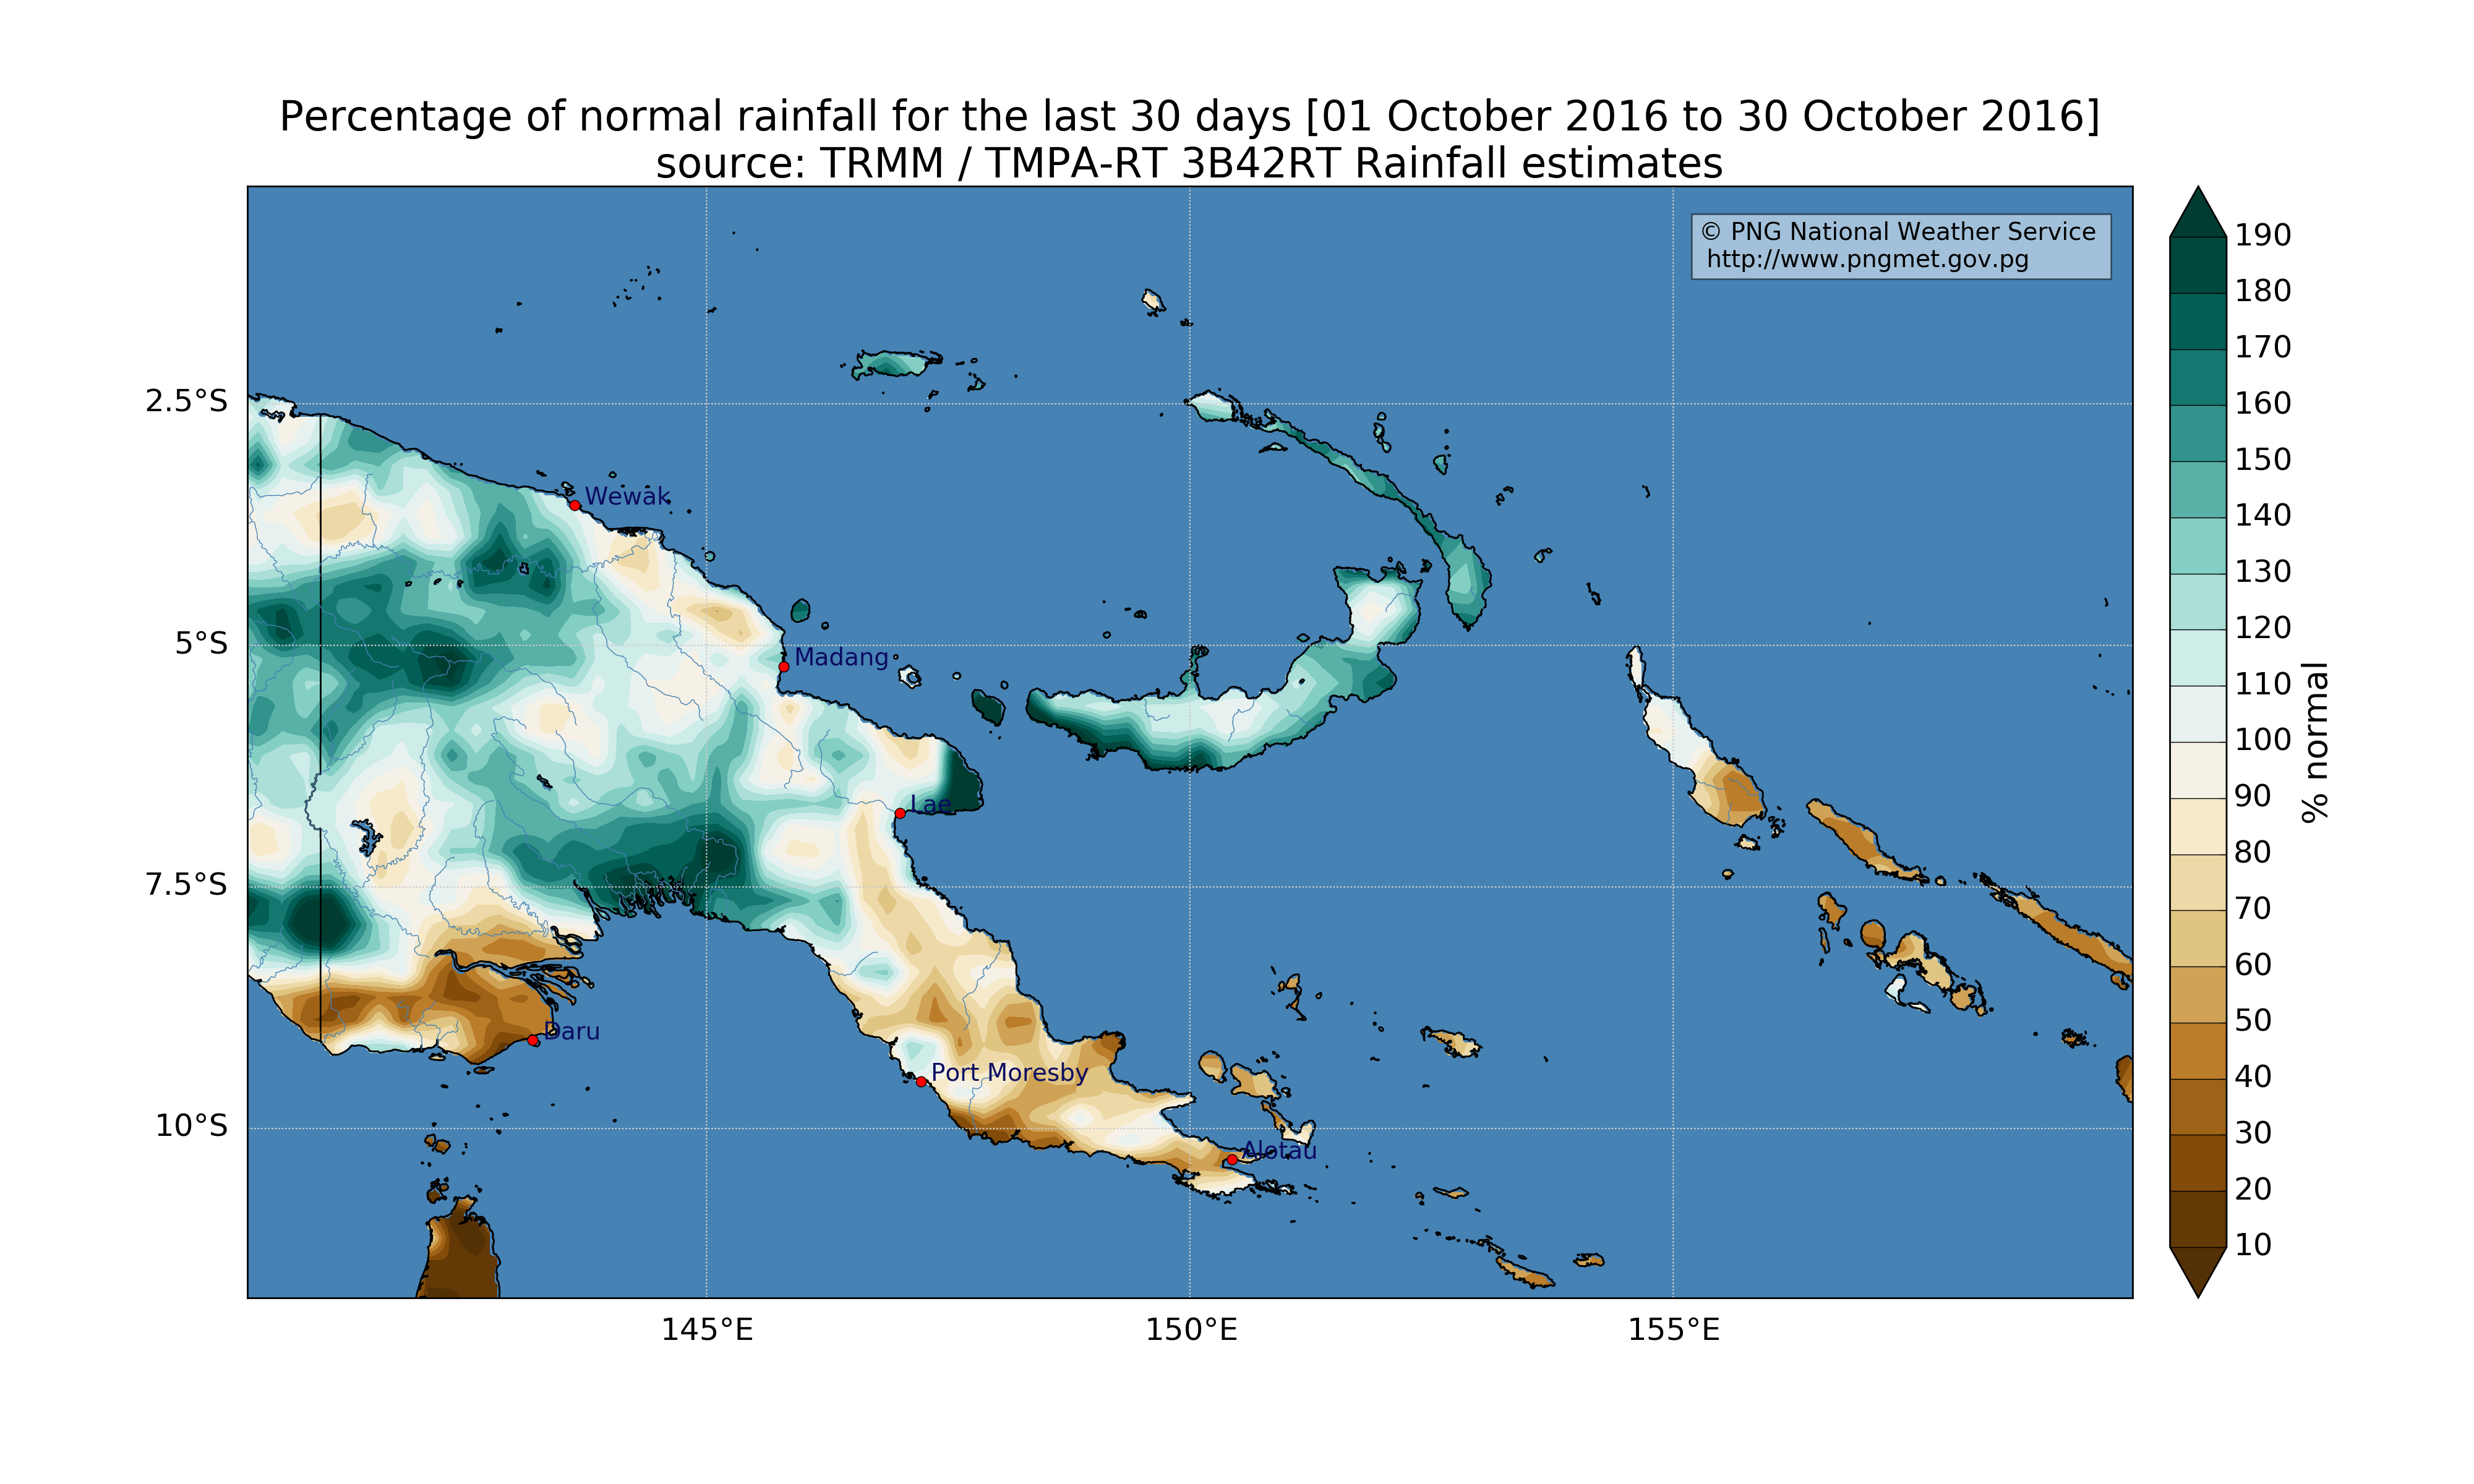 Percentage of normal rainfall for the last 30 days [01 October 2016 to 30 October 2016]
source: TRMM / TMPA-RT 3B42RT Rainfall estimates
© PNG National Weather Service
http://www.pngmet.gov.pg
2.5°S
5°S
7.5°S
10°S
Wewak
Madang
Lae
Daru
Port Moresby
Alotau
145°E
150°E
155°E
190
180
170
160
150
140
130
120
110
100
90
80
70
60
50
40
30
20
10
% normal